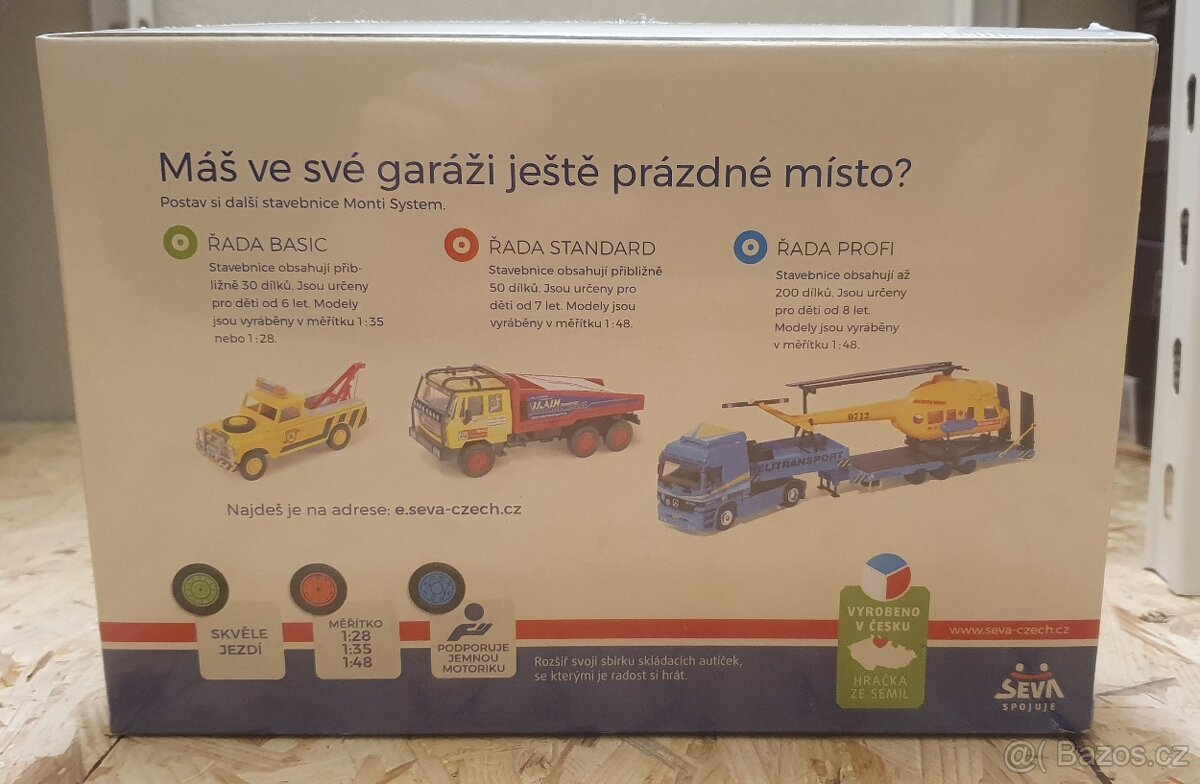 Máš ve své garáži ještě prázdné místo?
Postav si další stavebnice Monti System.
ŘADA BASIC
Stavebnice obsahují přib-
ližně 30 dílků. Jsou určeny
pro děti od 6 let. Modely
jsou vyráběny v měřítku 1:35
nebo 1:28.
ŘADA STANDARD
Stavebnice obsahují přibližně
50 dílků. Jsou určeny pro
děti od 7 let. Modely jsou
vyráběny v měřítku 1:48.
ŘADA PROFI
Stavebnice obsahují až
200 dílků. Jsou určeny
pro děti od 8 let.
Modely jsou vyráběny
v měřítku 1:48.
0712
ELITRANSPORT
Najdeš je na adrese: e.seva-czech.cz
SKVĚLE
JEZDÍ
MĚŘÍTKO
1:28
1:35
1:48
PODPORUJE
JEMNOU
MOTORIKU
Rozšiř svoji sbírku skládacích autíček,
se kterými je radost si hrát.
VYROBENO
V ČESKU
HRAČKA
ZE SEMIL
www.seva-czech.cz
SEVA
SPOJUJE
@( Bazos.cz